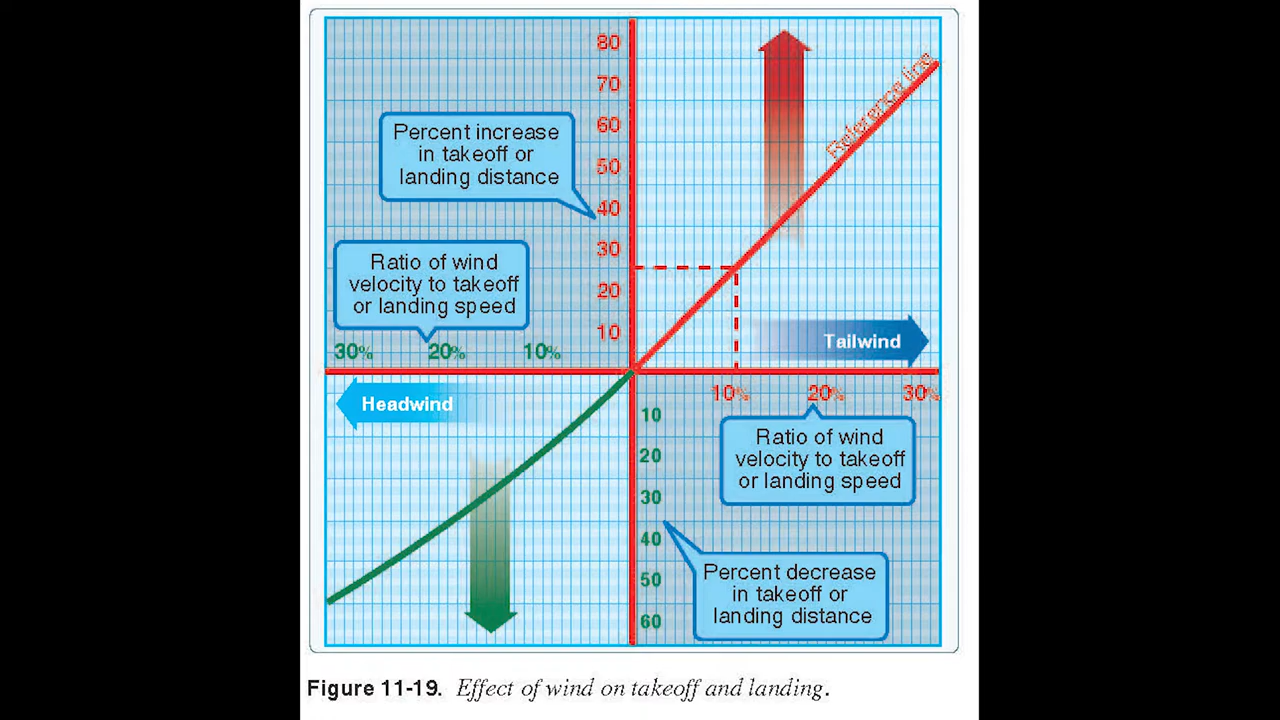 80
70
Reference line
60
Percent increase
in takeoff or
landing distance
50
40
30
Ratio of wind
velocity to takeoff
or landing speed
20
10
Tailwind
30% 20% 10%
10% 20% 30%
Headwind
10
Ratio of wind
velocity to takeoff
or landing speed
20
30
40
50
Percent decrease
in takeoff or
landing distance
60
Figure 11-19. Effect of wind on takeoff and landing.